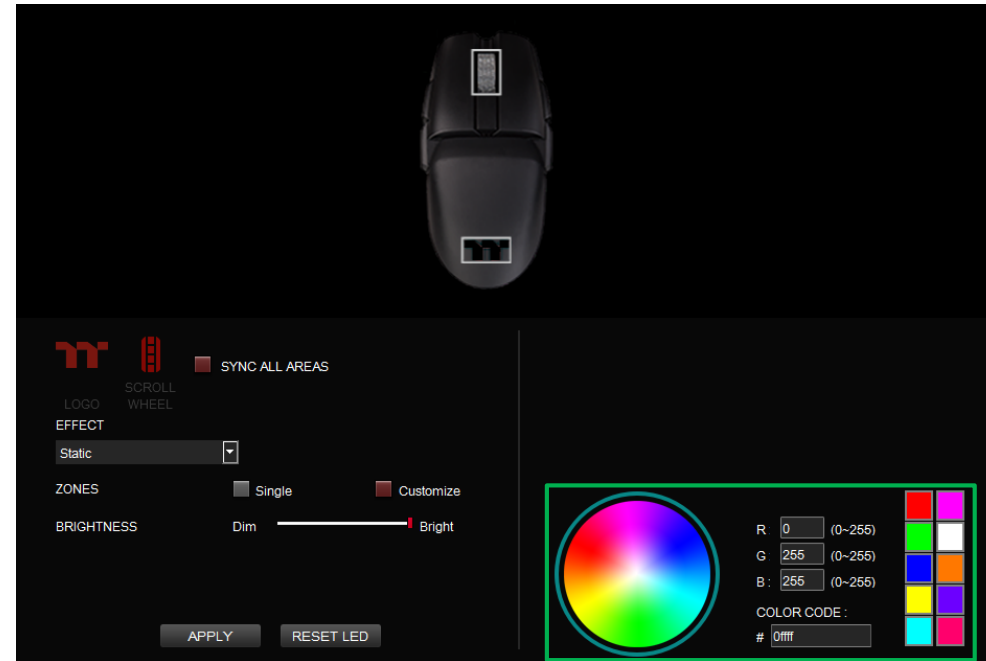 SYNC ALL AREAS
SCROLL
LOGO WHEEL
EFFECT
Static
ZONES Single Customize
BRIGHTNESS Dim Bright
APPLY RESET LED
R 0 (0~255)
G 255 (0~255)
B : 255 (0~255)
COLOR CODE :
# 0ffff